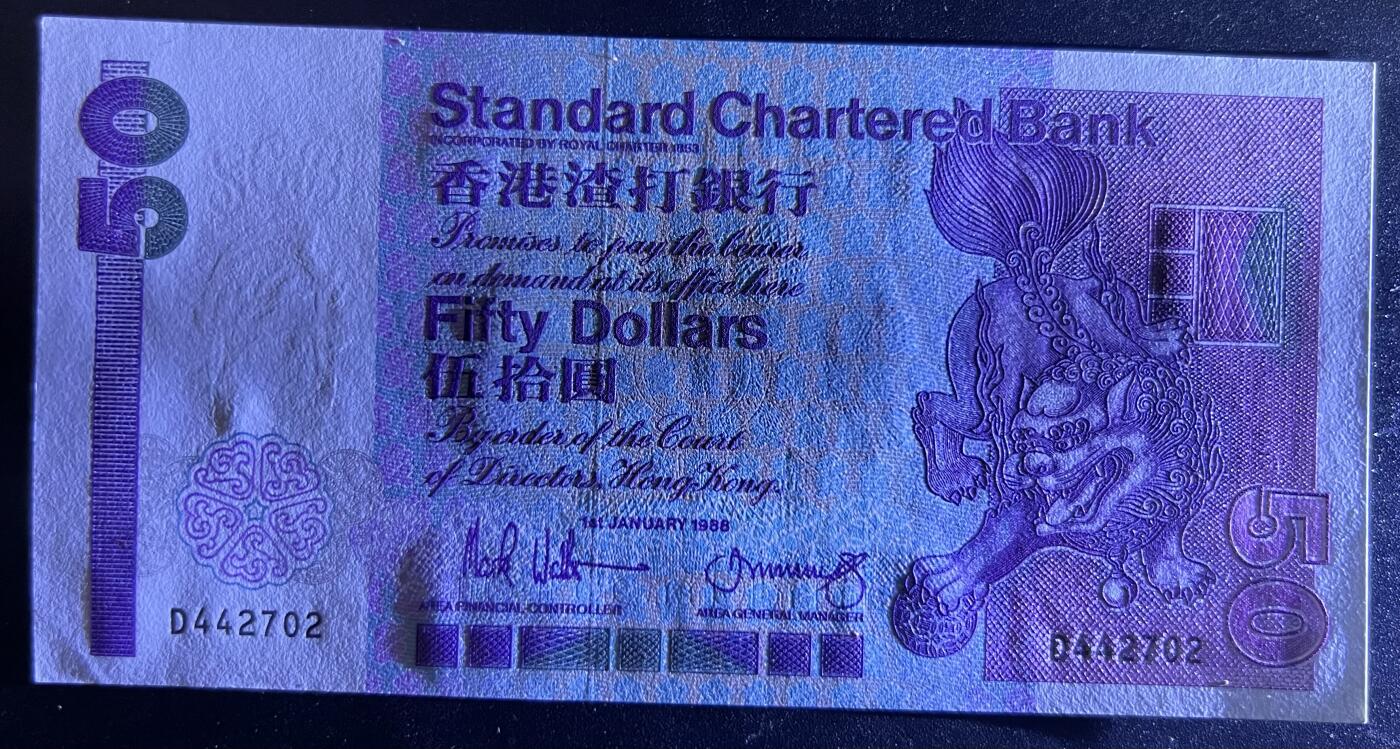 50
Standard Chartered Bank
INCORPORATED BY ROYAL CHARTER 1853
香港渣打銀行
Promises to pay the bearer
on demand at its office here
Fifty Dollars
伍拾圓
By order of the Court
of Directors, Hong Kong.
1st JANUARY 1988
AREA FINANCIAL CONTROLLER
AREA GENERAL MANAGER
D442702
D442702
50